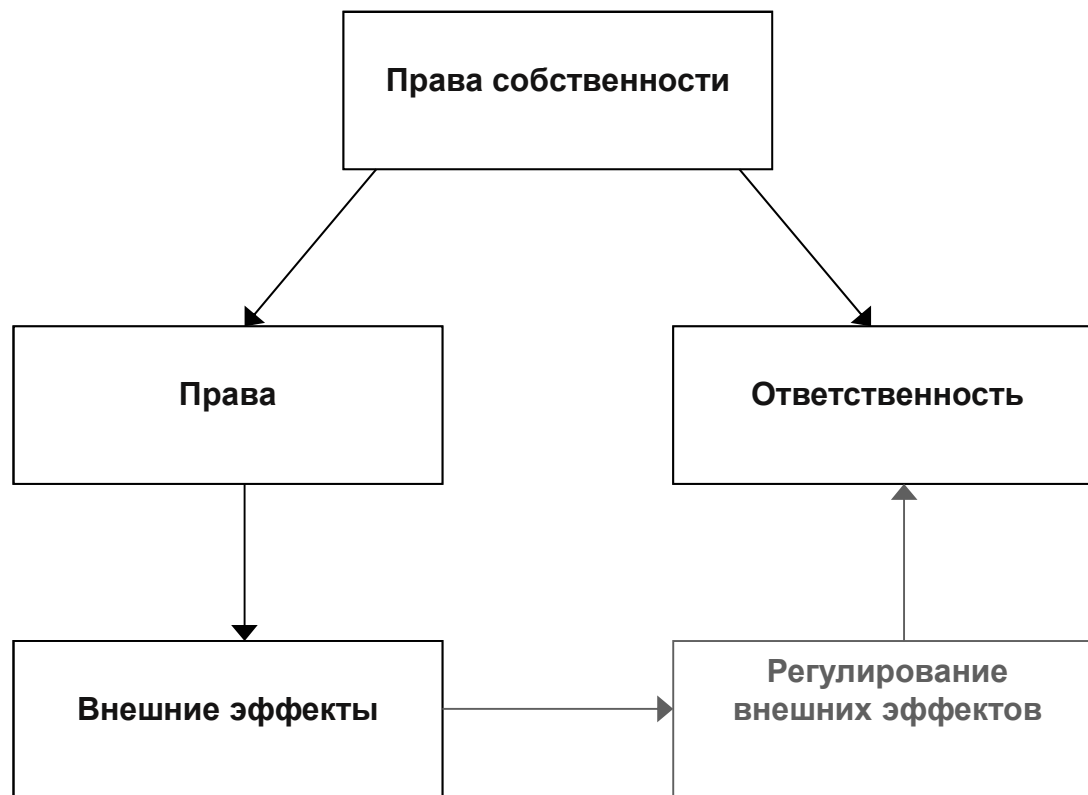 Права собственности
Права
Ответственность
Внешние эффекты
Регулирование
внешних эффектов